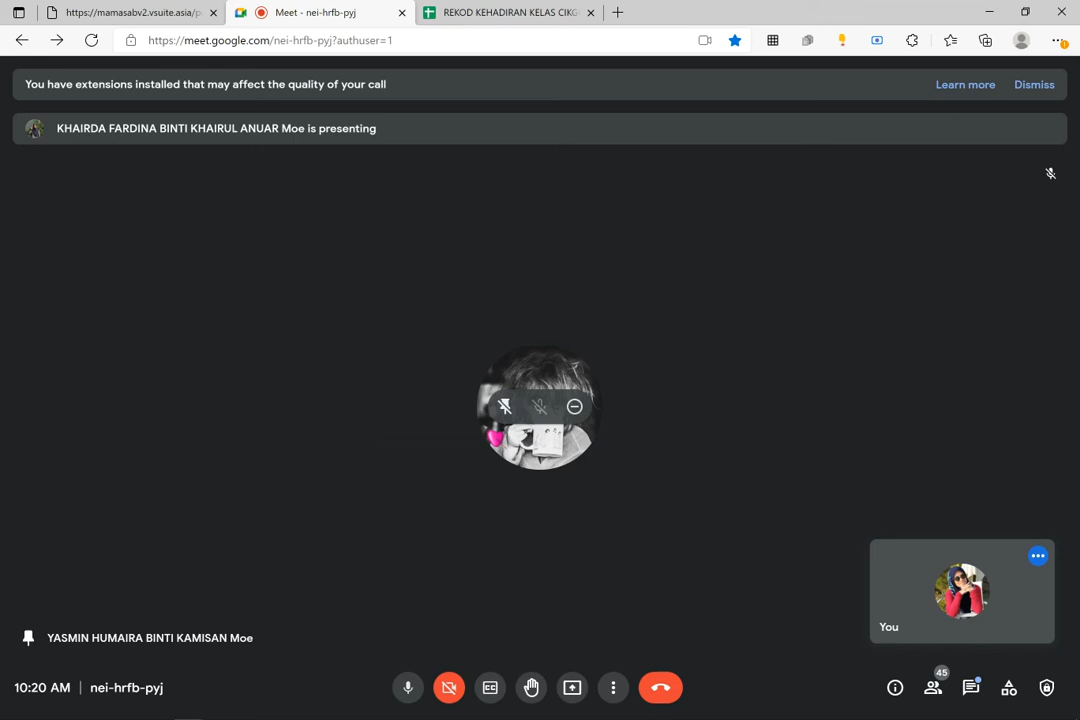 https://mamasabv2.vsuite.asia/p
Meet - nei-hrfb-pyj
REKOD KEHADIRAN KELAS CIKG
https://meet.google.com/nei-hrfb-pyj?authuser=1
You have extensions installed that may affect the quality of your call
Learn more
Dismiss
KHAIRDA FARDINA BINTI KHAIRUL ANUAR Moe is presenting
You
YASMIN HUMAIRA BINTI KAMISAN Moe
10:20 AM | nei-hrfb-pyj
45